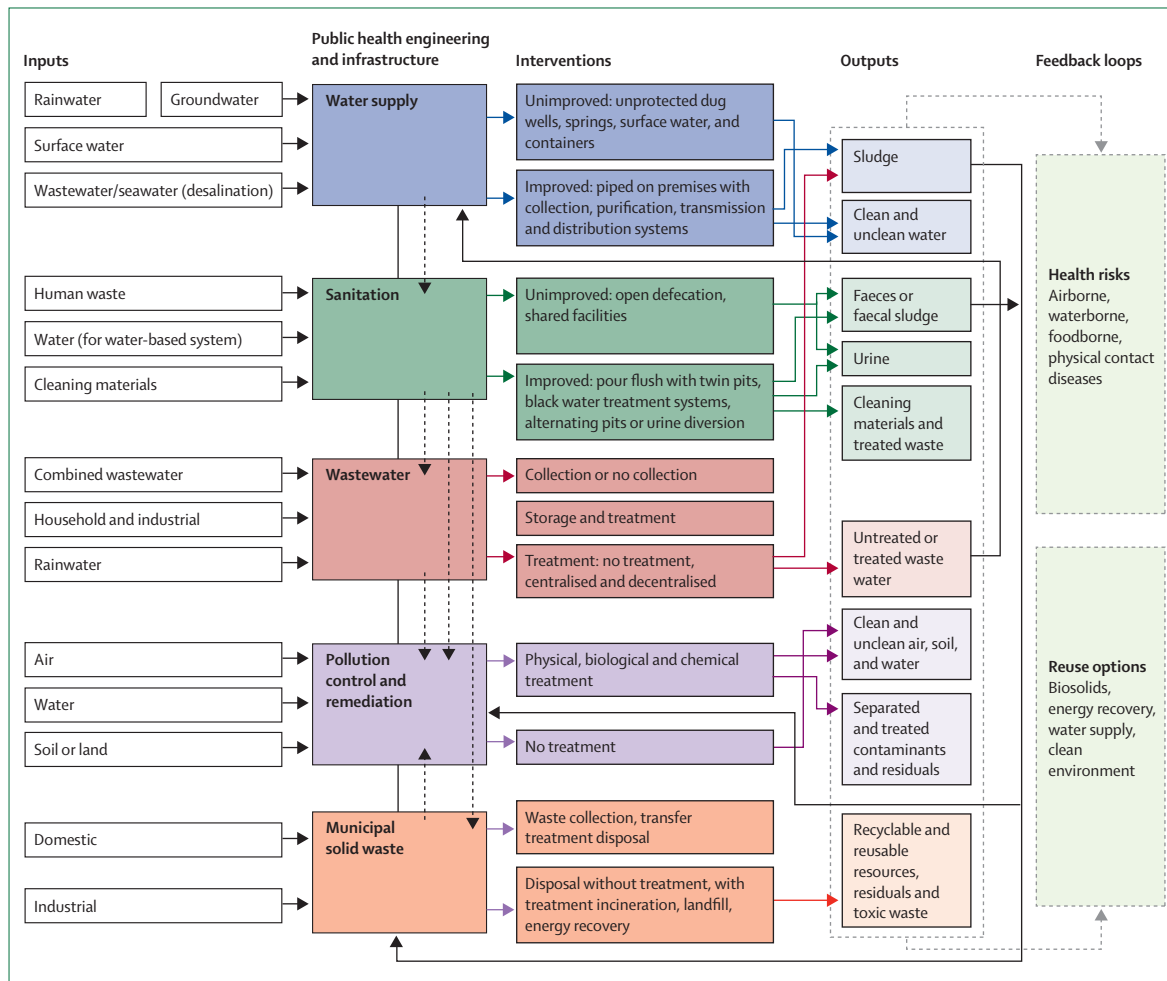 Inputs
Public health engineering
and infrastructure
Interventions
Outputs
Feedback loops
Rainwater
Groundwater
Surface water
Wastewater/seawater (desalination)
Water supply
Unimproved: unprotected dug
wells, springs, surface water, and
containers
Improved: piped on premises with
collection, purification, transmission
and distribution systems
Sludge
Clean and
unclean water
Human waste
Water (for water-based system)
Cleaning materials
Sanitation
Unimproved: open defecation,
shared facilities
Improved: pour flush with twin pits,
black water treatment systems,
alternating pits or urine diversion
Faeces or
faecal sludge
Urine
Cleaning
materials and
treated waste
Combined wastewater
Household and industrial
Rainwater
Wastewater
Collection or no collection
Storage and treatment
Treatment: no treatment,
centralised and decentralised
Untreated or
treated waste
water
Air
Water
Soil or land
Pollution
control and
remediation
Physical, biological and chemical
treatment
No treatment
Clean and
unclean air, soil,
and water
Separated
and treated
contaminants
and residuals
Domestic
Industrial
Municipal
solid waste
Waste collection, transfer
treatment disposal
Disposal without treatment, with
treatment incineration, landfill,
energy recovery
Recyclable and
reusable
resources,
residuals and
toxic waste
Health risks
Airborne,
waterborne,
foodborne,
physical contact
diseases
Reuse options
Biosolids,
energy recovery,
water supply,
clean
environment